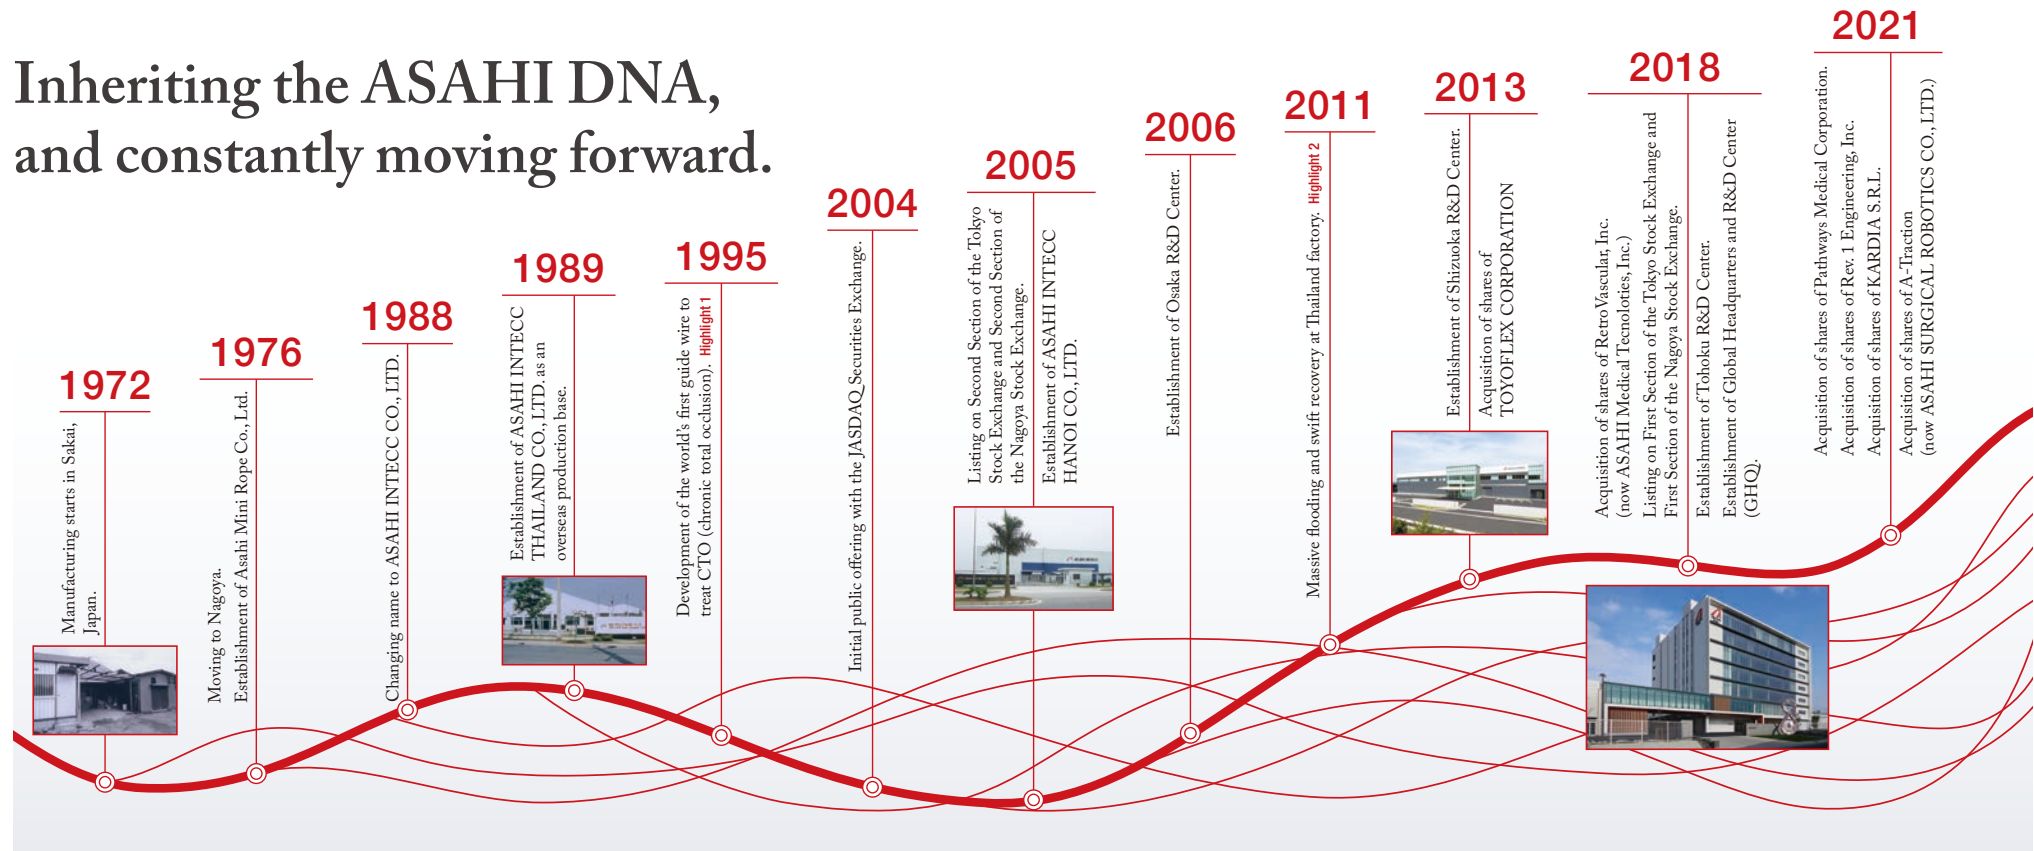 Inheriting the ASAHI DNA,
and constantly moving forward.
1972
Manufacturing starts in Sakai,
Japan.
1976
Moving to Nagoya.
Establishment of Asahi Mini Rope Co., Ltd.
1988
Changing name to ASAHI INTECC CO., LTD.
1989
Establishment of ASAHI INTECC
THAILAND CO., LTD. as an
overseas production base.
1995
Development of the world's first guide wire to
treat CTO (chronic total occlusion). Highlight 1
2004
Initial public offering with the JASDAQ Securities Exchange.
2005
Listing on Second Section of the Tokyo
Stock Exchange and Second Section of
the Nagoya Stock Exchange.
Establishment of ASAHI INTECC
HANOI CO., LTD.
2006
Establishment of Osaka R&D Center.
2011
Massive flooding and swift recovery at Thailand factory. Highlight 2
2013
Establishment of Shizuoka R&D Center.
Acquisition of shares of
TOYOFLEX CORPORATION
2018
Acquisition of shares of RetroVascular, Inc.
(now ASAHI Medical Tecnoloties, Inc.)
Listing on First Section of the Tokyo Stock Exchange and
First Section of the Nagoya Stock Exchange.
Establishment of Tohoku R&D Center.
Establishment of Global Headquarters and R&D Center
(GHQ).
2021
Acquisition of shares of Pathways Medical Corporation.
Acquisition of shares of Rev. 1 Engineering, Inc.
Acquisition of shares of KARDIA S.R.L.
Acquisition of shares of A-Traction
(now ASAHI SURGICAL ROBOTICS CO., LTD.)